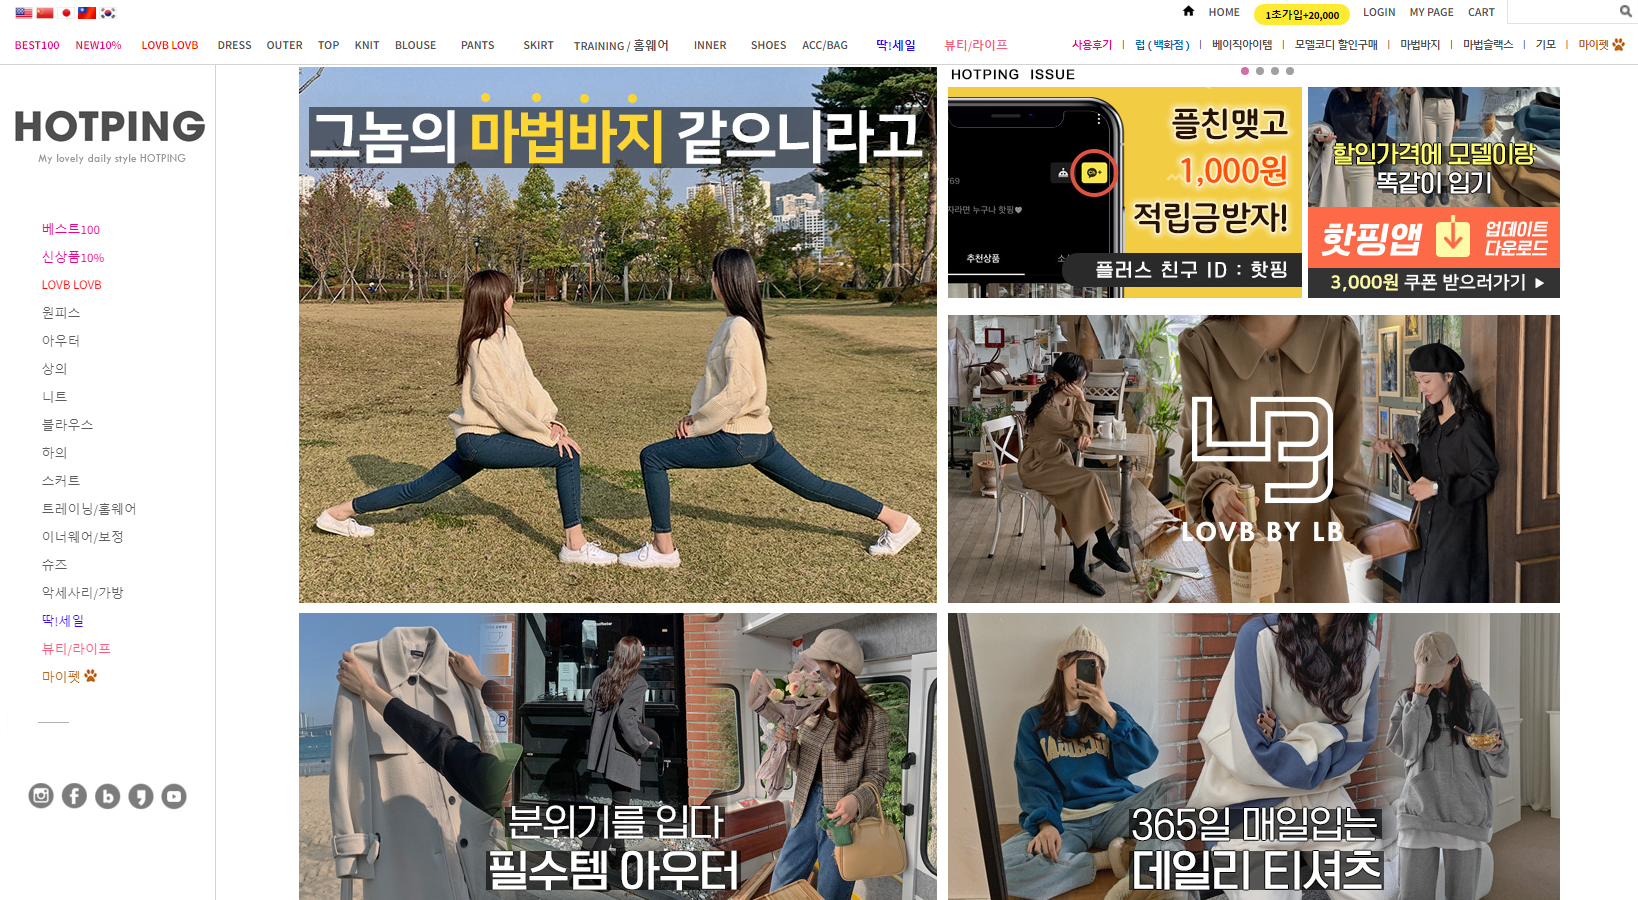 HOME
1초가입+20,000
LOGIN
MY PAGE
CART
BEST100
NEW10%
LOVB LOVB
DRESS
OUTER
TOP
KNIT
BLOUSE
PANTS
SKIRT
TRAINING / 홈웨어
INNER
SHOES
ACC/BAG
딱!세일
뷰티/라이프
사용후기
럽 ( 백화점 )
베이직아이템
모델코디 할인구매
마법바지
마법슬랙스
기모
마이펫
HOTPING
My lovely daily style HOTPING
베스트100
신상품10%
LOVB LOVB
원피스
아우터
상의
니트
블라우스
하의
스커트
트레이닝/홈웨어
이너웨어/보정
슈즈
악세사리/가방
딱!세일
뷰티/라이프
마이펫
그놈의 마법바지 같으니라고
HOTPING ISSUE
플친맺고
1,000원
적립금받자!
769
자라면 누구나 핫핑
추천상품
플러스 친구 ID : 핫핑
할인가격에 모델이랑
똑같이 입기
핫핑앱
업데이트
다운로드
3,000원 쿠폰 받으러가기
LOVB BY LB
분위기를 입다
필수템 아우터
365일 매일입는
데일리 티셔츠